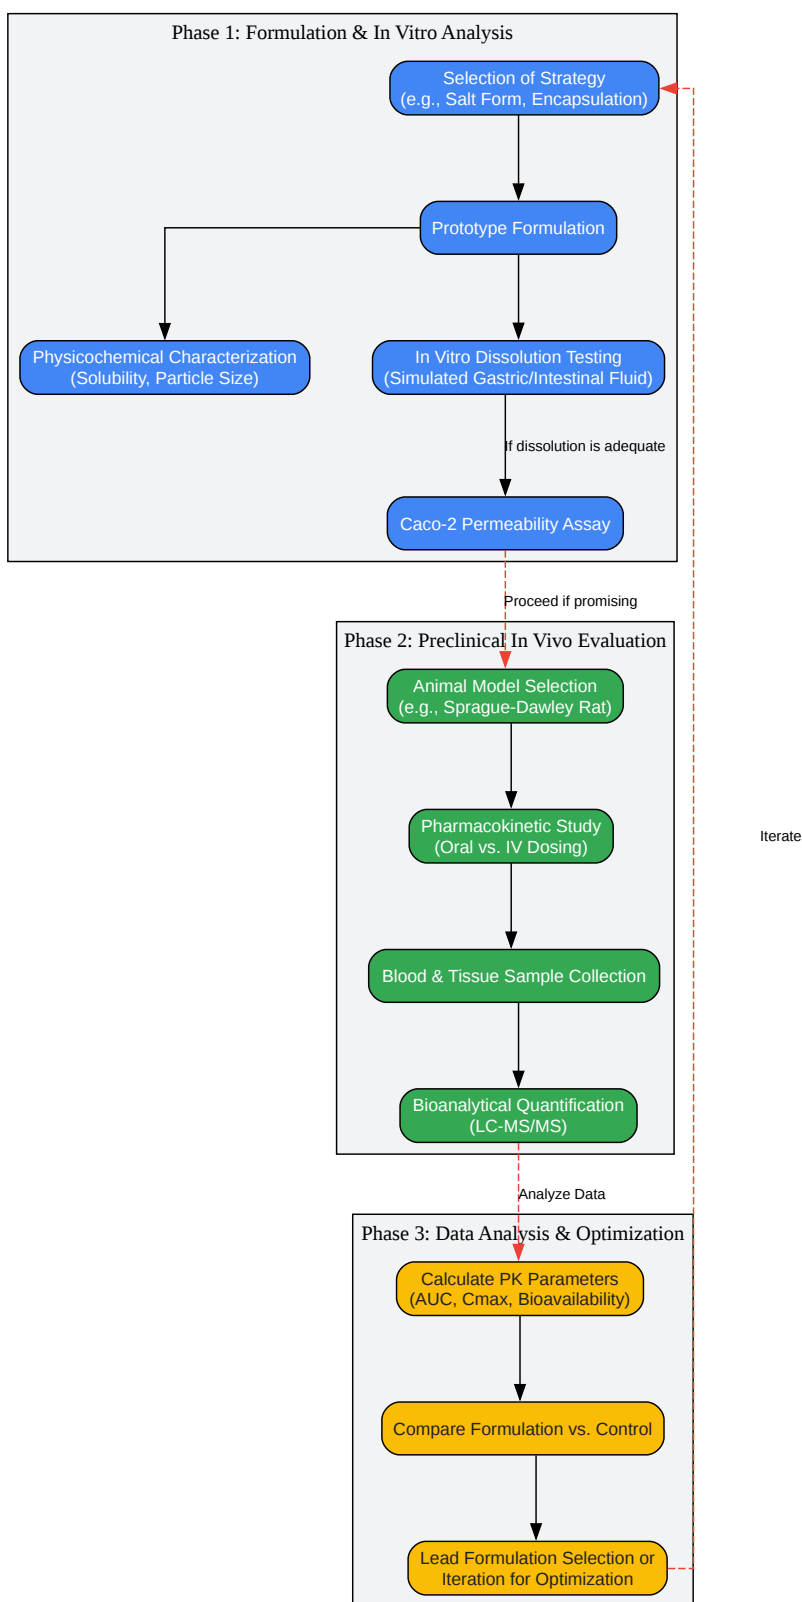 Phase 1: Formulation & In Vitro Analysis
Selection of Strategy
(e.g., Salt Form, Encapsulation)
Prototype Formulation
Physicochemical Characterization
(Solubility, Particle Size)
In Vitro Dissolution Testing
(Simulated Gastric/Intestinal Fluid)
If dissolution is adequate
Caco-2 Permeability Assay
Proceed if promising
Phase 2: Preclinical In Vivo Evaluation
Animal Model Selection
(e.g., Sprague-Dawley Rat)
Pharmacokinetic Study
(Oral vs. IV Dosing)
Iterate
Blood & Tissue Sample Collection
Bioanalytical Quantification
(LC-MS/MS)
Analyze Data
Phase 3: Data Analysis & Optimization
Calculate PK Parameters
(AUC, Cmax, Bioavailability)
Compare Formulation vs. Control
Lead Formulation Selection or
Iteration for Optimization